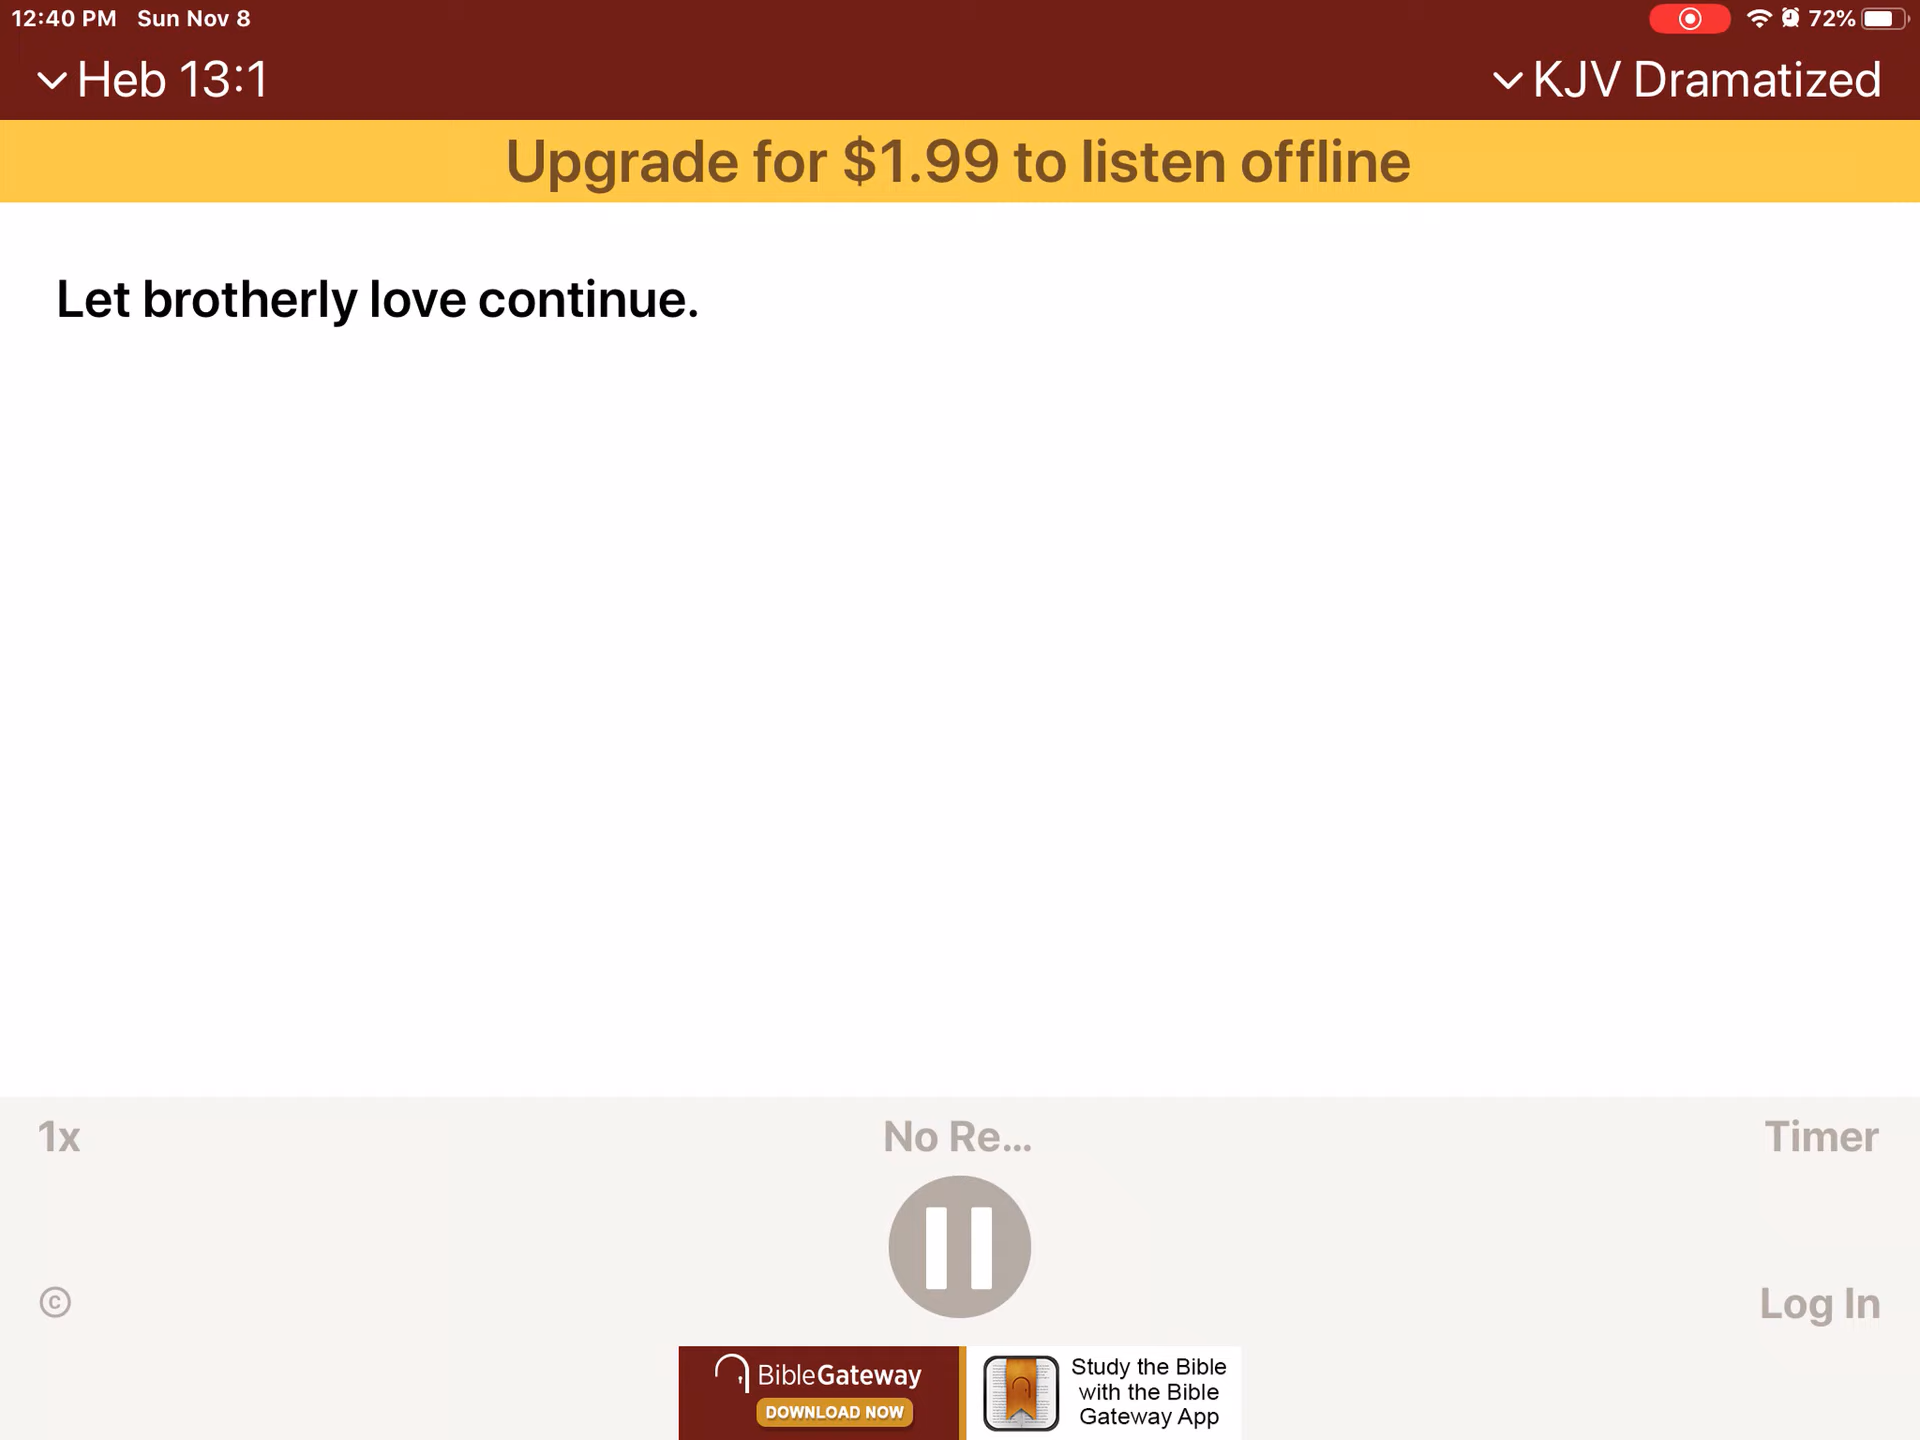 12:40 PM Sun Nov 8 72%
Heb 13:1 KJV Dramatized
Upgrade for $1.99 to listen offline
Let brotherly love continue.
1x No Re... Timer
© Log In
BibleGateway
DOWNLOAD NOW
Study the Bible
with the Bible
Gateway App